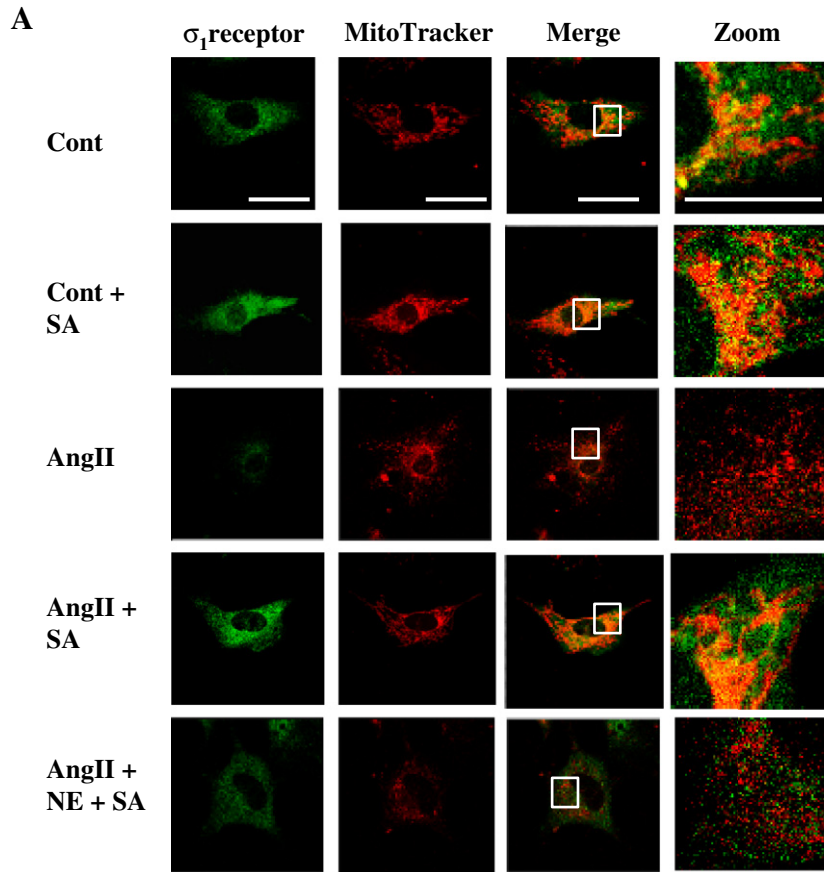 A
σ₁receptor MitoTracker Merge Zoom
Cont
Cont +
SA
AngII
AngII +
SA
AngII +
NE + SA